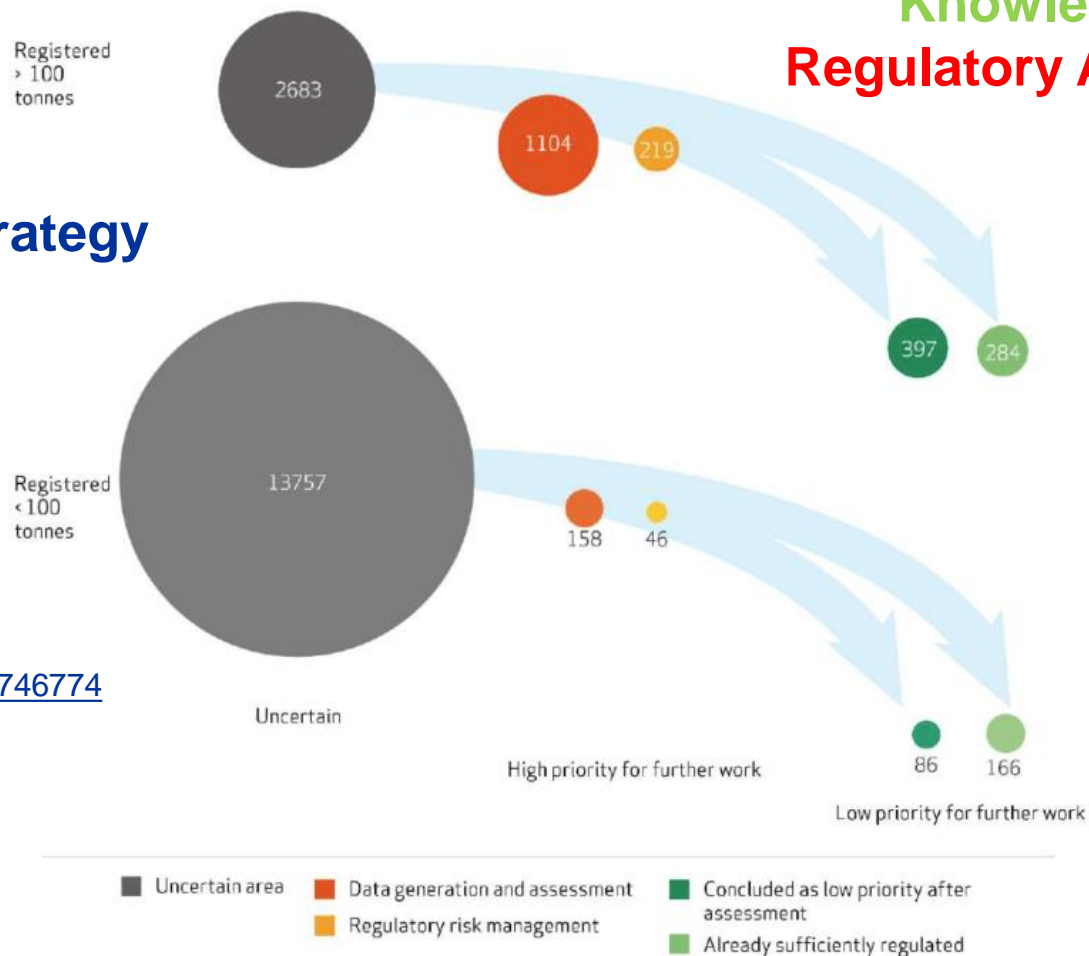 Knowle
Regulatory A
Registered
> 100
tonnes
2683
1104
219
rategy
397
284
Registered
< 100
tonnes
13757
158
46
746774
Uncertain
86
166
High priority for further work
Low priority for further work
Uncertain area
Data generation and assessment
Regulatory risk management
Concluded as low priority after
assessment
Already sufficiently regulated